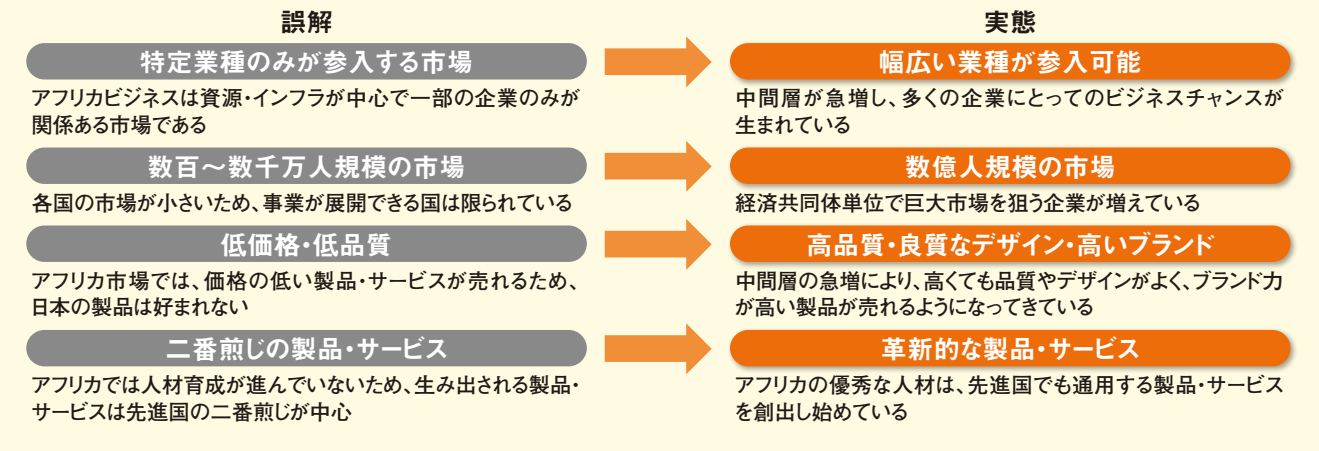 誤解
実態
特定業種のみが参入する市場
幅広い業種が参入可能
アフリカビジネスは資源・インフラが中心で一部の企業のみが
関係ある市場である
中間層が急増し、多くの企業にとってのビジネスチャンスが
生まれている
数百～数千万人規模の市場
数億人規模の市場
各国の市場が小さいため、事業が展開できる国は限られている
経済共同体単位で巨大市場を狙う企業が増えている
低価格・低品質
高品質・良質なデザイン・高いブランド
アフリカ市場では、価格の低い製品・サービスが売れるため、
日本の製品は好まれない
中間層の急増により、高くても品質やデザインがよく、ブランド力
が高い製品が売れるようになってきている
二番煎じの製品・サービス
革新的な製品・サービス
アフリカでは人材育成が進んでいないため、生み出される製品・
サービスは先進国の二番煎じが中心
アフリカの優秀な人材は、先進国でも通用する製品・サービス
を創出し始めている